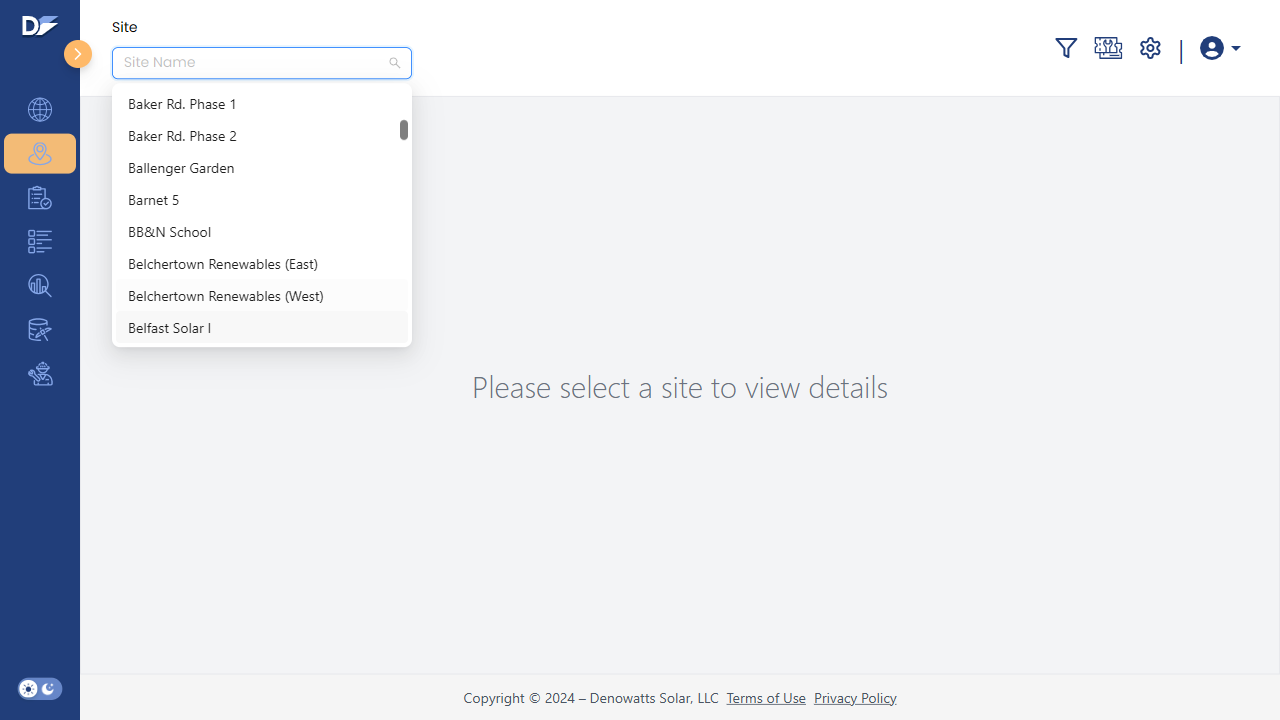 DS
Site
Site Name
Baker Rd. Phase 1
Baker Rd. Phase 2
Ballenger Garden
Barnet 5
BB&N School
Belchertown Renewables (East)
Belchertown Renewables (West)
Belfast Solar I
Please select a site to view details
Copyright © 2024 – Denowatts Solar, LLC Terms of Use Privacy Policy